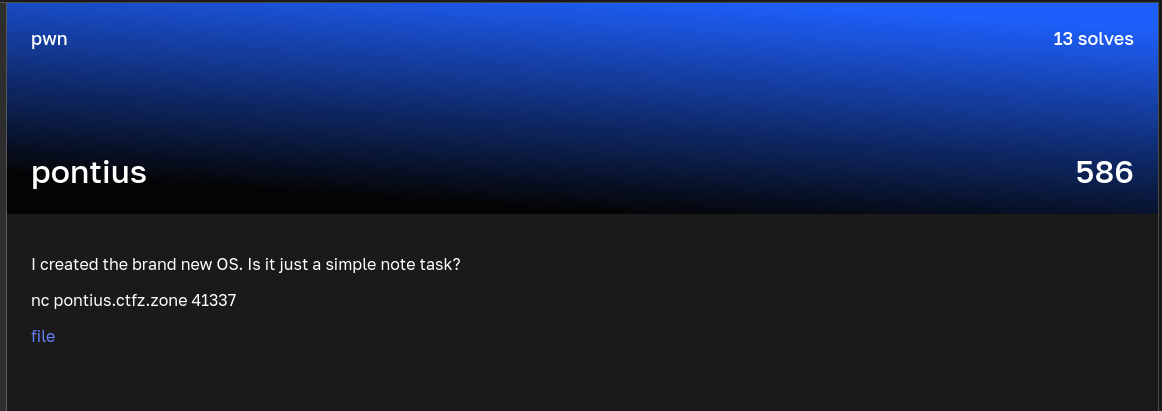 pwn
13 solves
pontius
586
I created the brand new OS. Is it just a simple note task?
nc pontius.ctfz.zone 41337
file